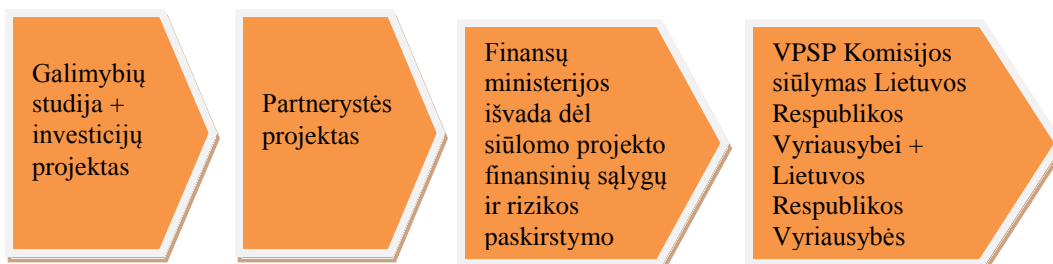 Galimybių
studija +
investicijų
projektas
Partnerystės
projektas
Finansų
ministerijos
išvada dėl
siūlomo projekto
finansinių sąlygų
ir rizikos
paskirstymo
VPSP Komisijos
siūlymas Lietuvos
Respublikos
Vyriausybei +
Lietuvos
Respublikos
Vyriausybės